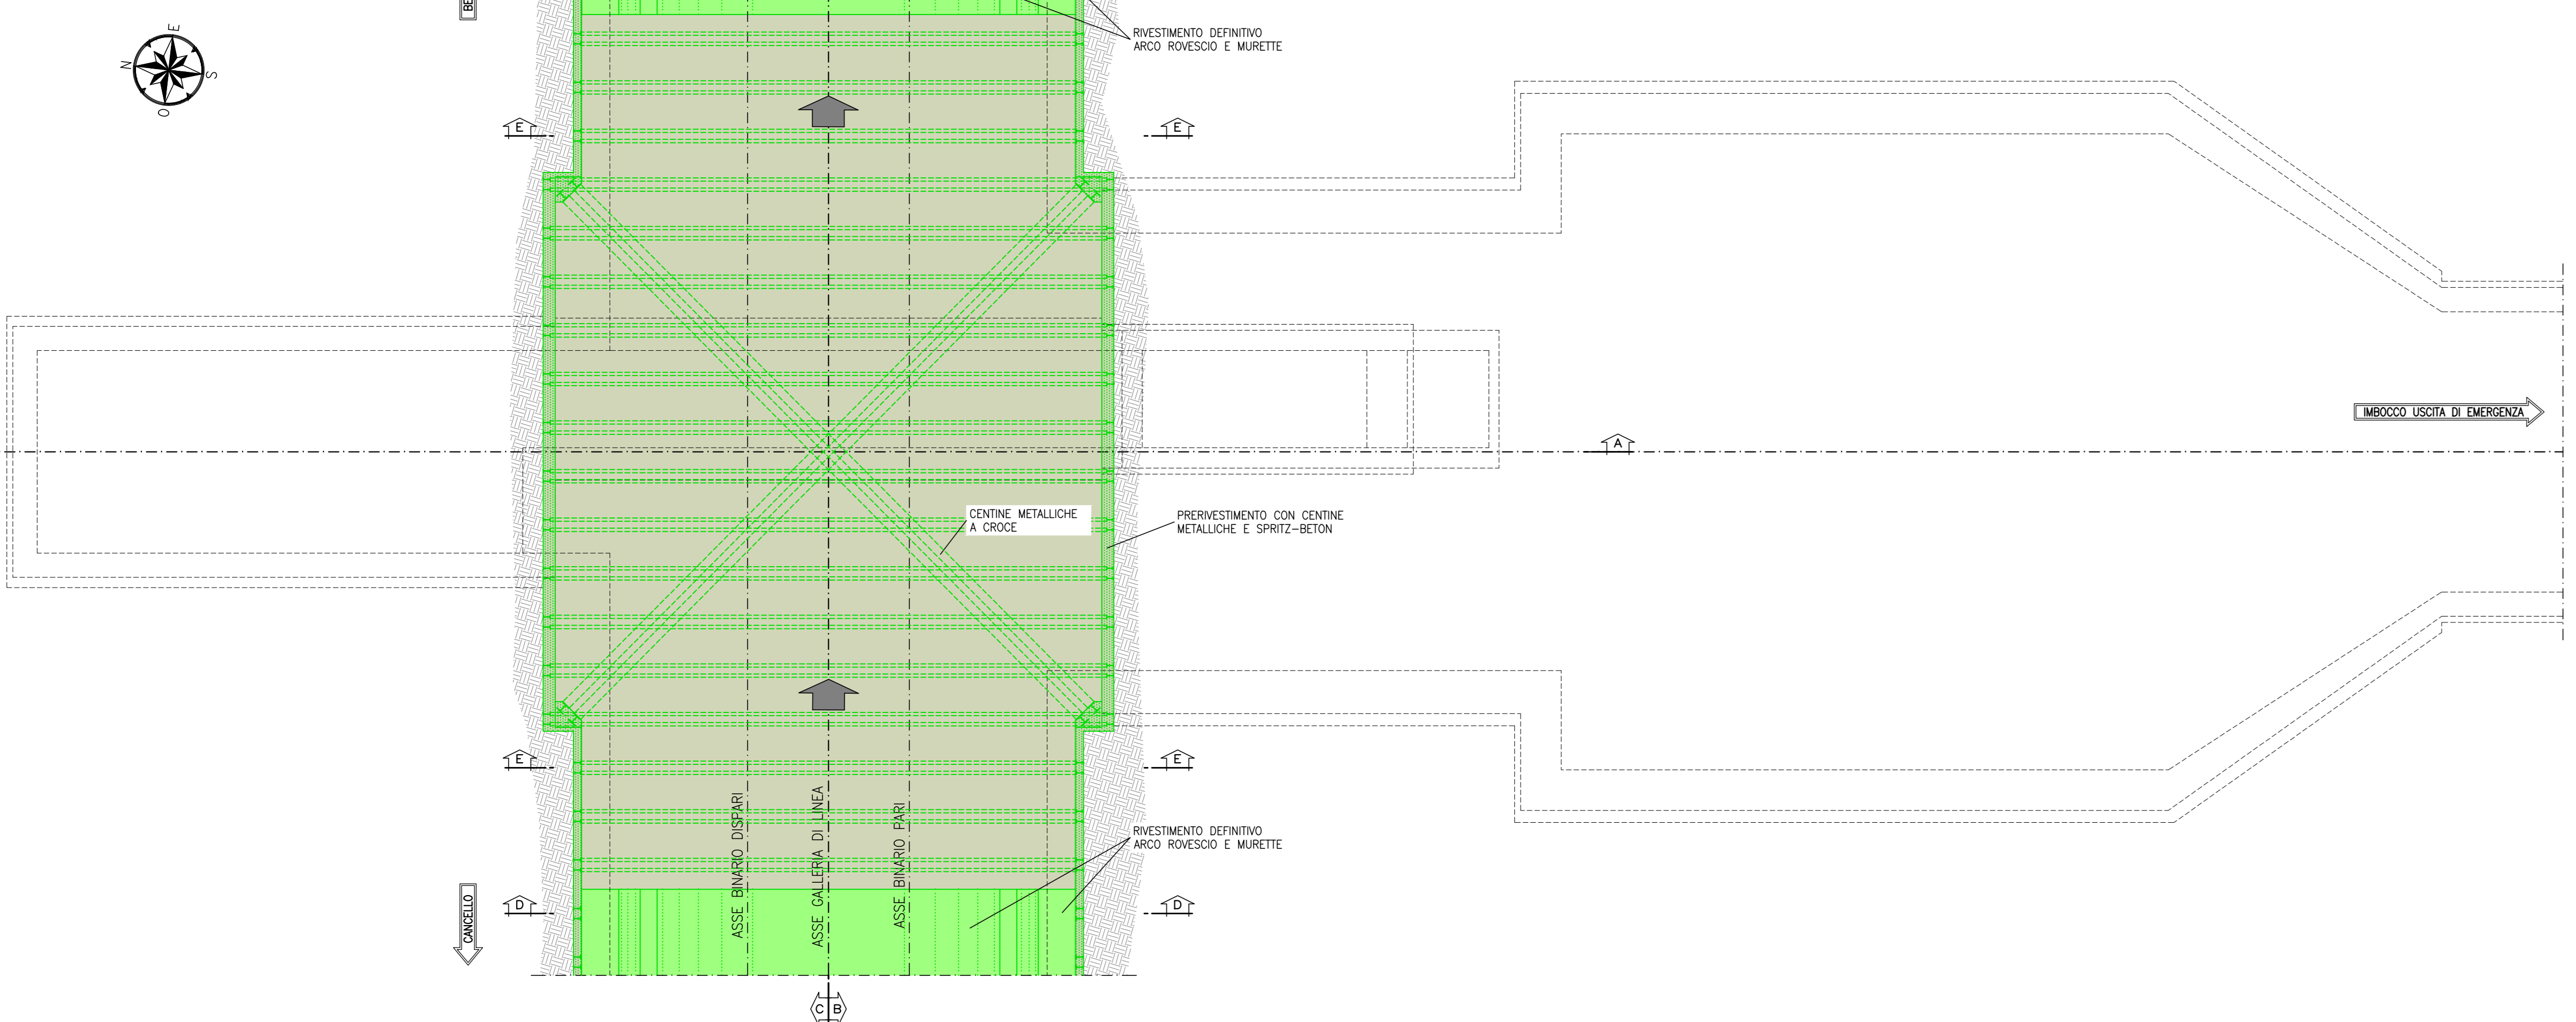 BE
E
N
S
O
RIVESTIMENTO DEFINITIVO
ARCO ROVESCIO E MURETTE
E
E
IMBOCCO USCITA DI EMERGENZA
A
CENTINE METALLICHE
A CROCE
PRERIVESTIMENTO CON CENTINE
METALLICHE E SPRITZ-BETON
E
E
ASSE BINARIO DISPARI
ASSE GALLERIA DI LINEA
ASSE BINARIO PARI
RIVESTIMENTO DEFINITIVO
ARCO ROVESCIO E MURETTE
CANCELLO
D
D
C B